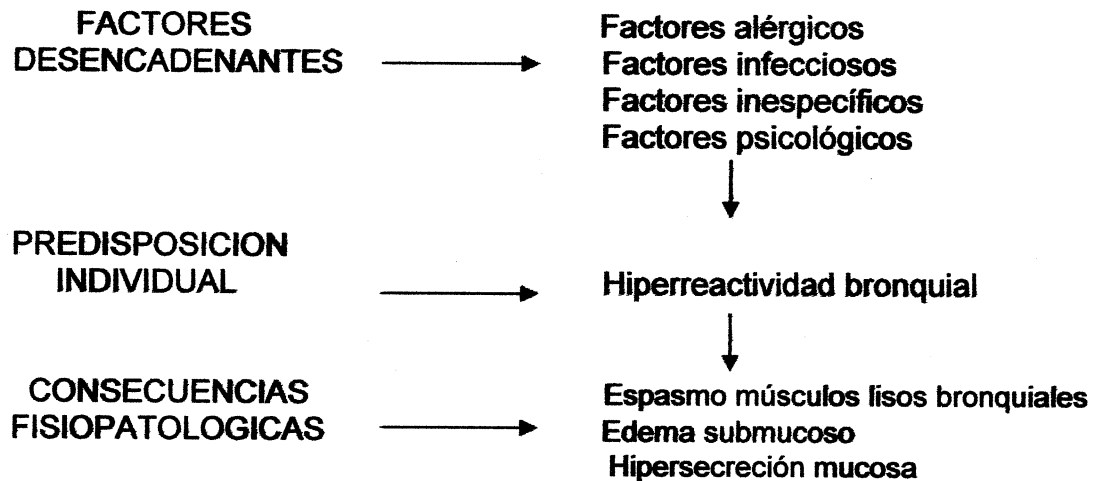 FACTORES
DESENCADENANTES
Factores alérgicos
Factores infecciosos
Factores inespecíficos
Factores psicológicos
PREDISPOSICION
INDIVIDUAL
Hiperreactividad bronquial
CONSECUENCIAS
FISIOPATOLOGICAS
Espasmo músculos lisos bronquiales
Edema submucoso
Hipersecreción mucosa